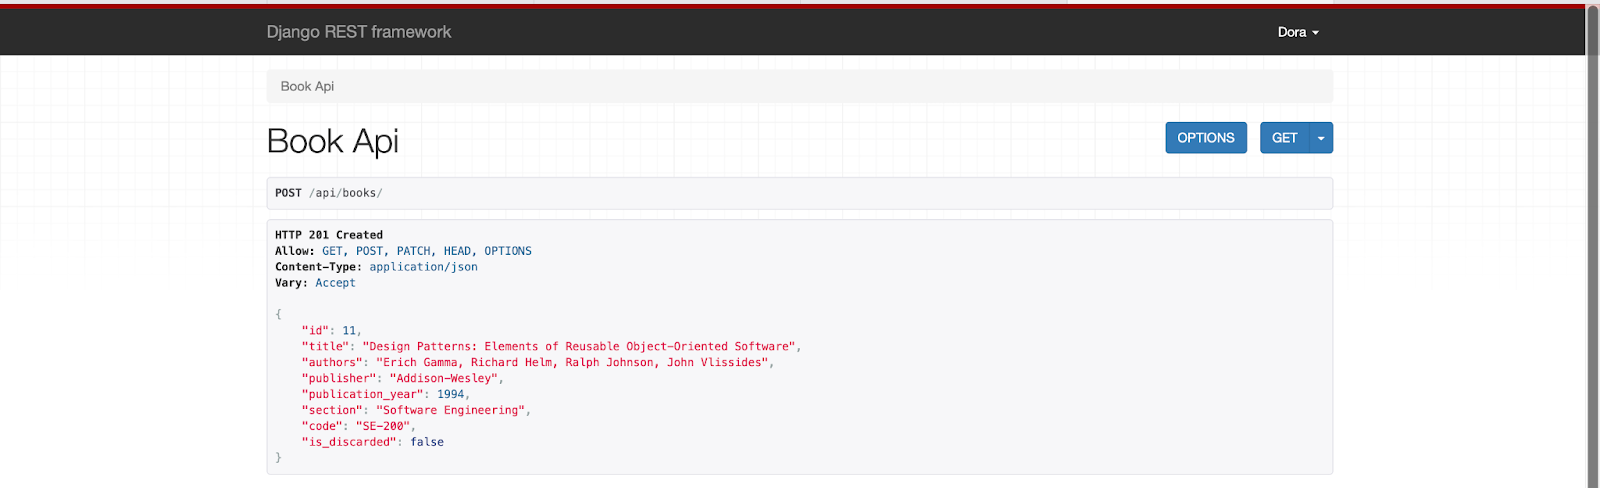 Django REST framework
Dora
Book Api
Book Api
OPTIONS
GET
POST /api/books/
HTTP 201 Created
Allow: GET, POST, PATCH, HEAD, OPTIONS
Content-Type: application/json
Vary: Accept
{
    "id": 11,
    "title": "Design Patterns: Elements of Reusable Object-Oriented Software",
    "authors": "Erich Gamma, Richard Helm, Ralph Johnson, John Vlissides",
    "publisher": "Addison-Wesley",
    "publication_year": 1994,
    "section": "Software Engineering",
    "code": "SE-200",
    "is_discarded": false
}